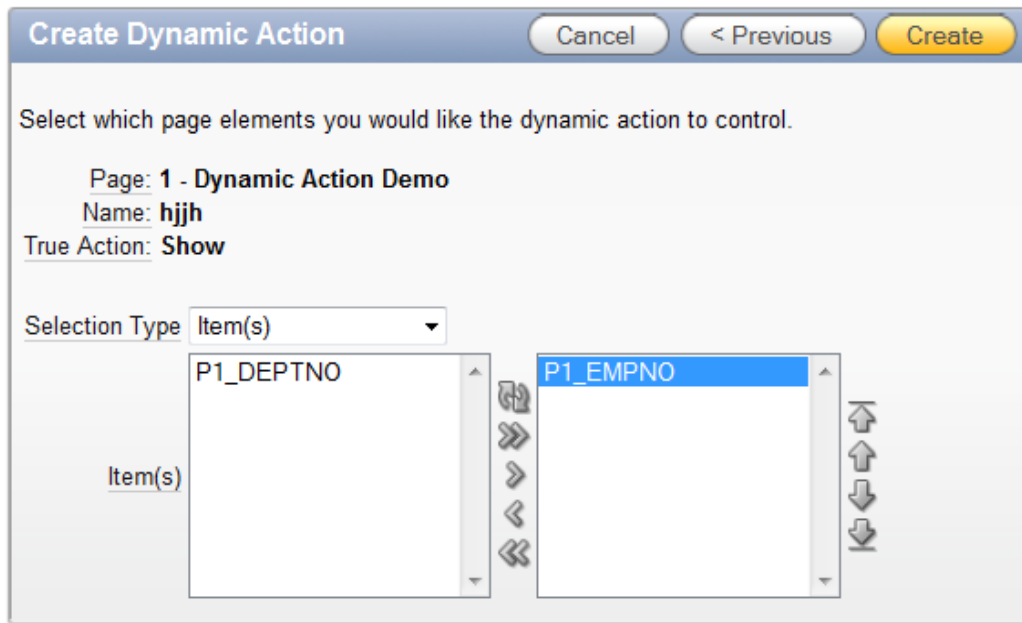 Create Dynamic Action Cancel < Previous Create
Select which page elements you would like the dynamic action to control.
Page: 1 - Dynamic Action Demo
Name: hjjh
True Action: Show
Selection Type Item(s)
P1_DEPTNO P1_EMPNO
Item(s)